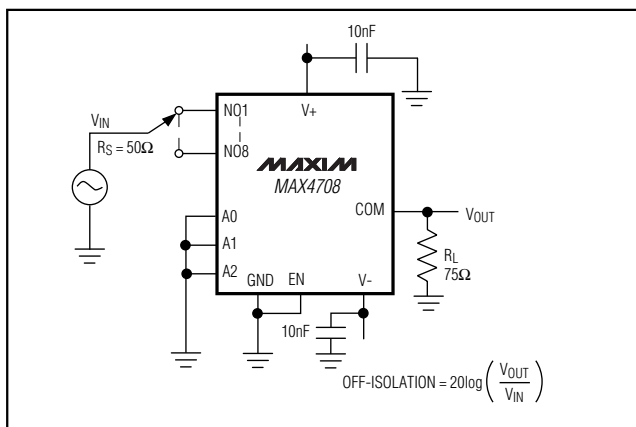 10nF
V+
NO1
VIN
RS = 50Ω
NO8
MAXIM
MAX4708
COM
VOUT
A0
A1
A2
RL
75Ω
GND EN V-
10nF
OFF-ISOLATION = 20log(VOUT/VIN)